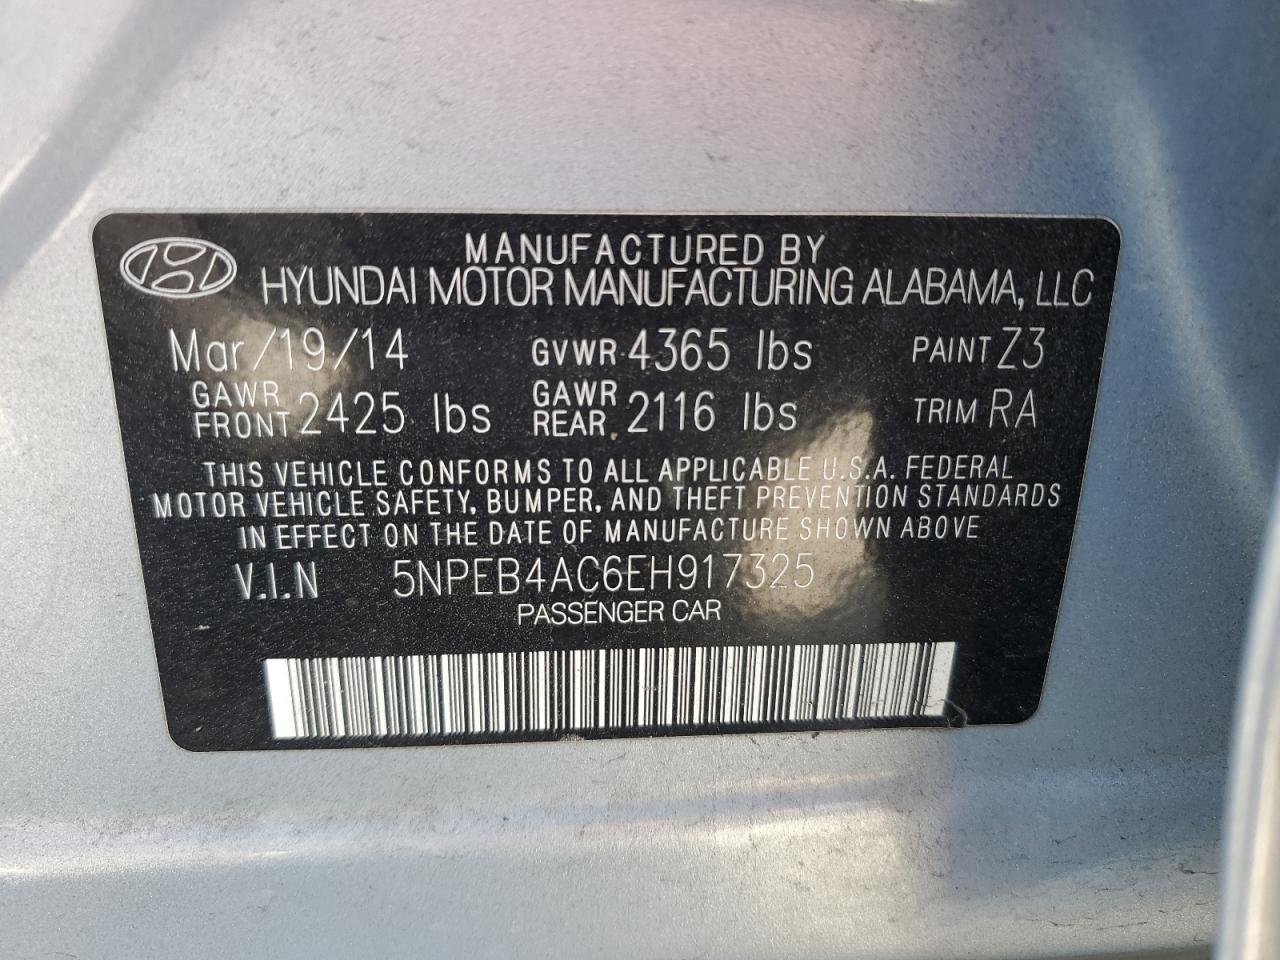 MANUFACTURED BY
HYUNDAI MOTOR MANUFACTURING ALABAMA, LLC
Mar/19/14 GVWR 4365 lbs PAINT Z3
GAWR FRONT 2425 lbs GAWR REAR 2116 lbs TRIM RA
THIS VEHICLE CONFORMS TO ALL APPLICABLE U.S.A. FEDERAL
MOTOR VEHICLE SAFETY, BUMPER, AND THEFT PREVENTION STANDARDS
IN EFFECT ON THE DATE OF MANUFACTURE SHOWN ABOVE
V.I.N 5NPEB4AC6EH917325
PASSENGER CAR